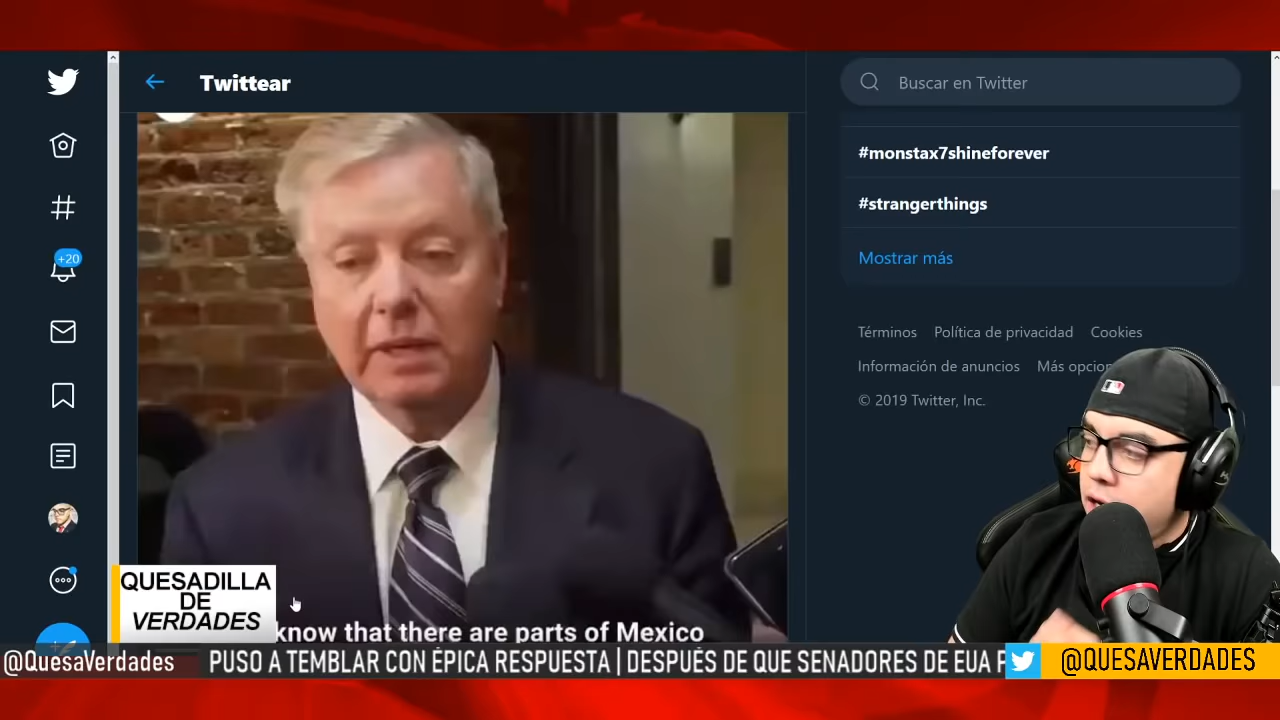 Twittear
Buscar en Twitter
#monstax7shineforever
#strangerthings
+20
Mostrar más
Términos Política de privacidad Cookies
Información de anuncios Más
© 2019 Twitter, Inc.
QUESADILLA
DE
VERDADES
know that there are parts of Mexico
@QuesaVerdades PUSO A TEMBLAR CON ÉPICA RESPUESTA | DESPUÉS DE QUE SENADORES DE EUA @QUESAVERDADES